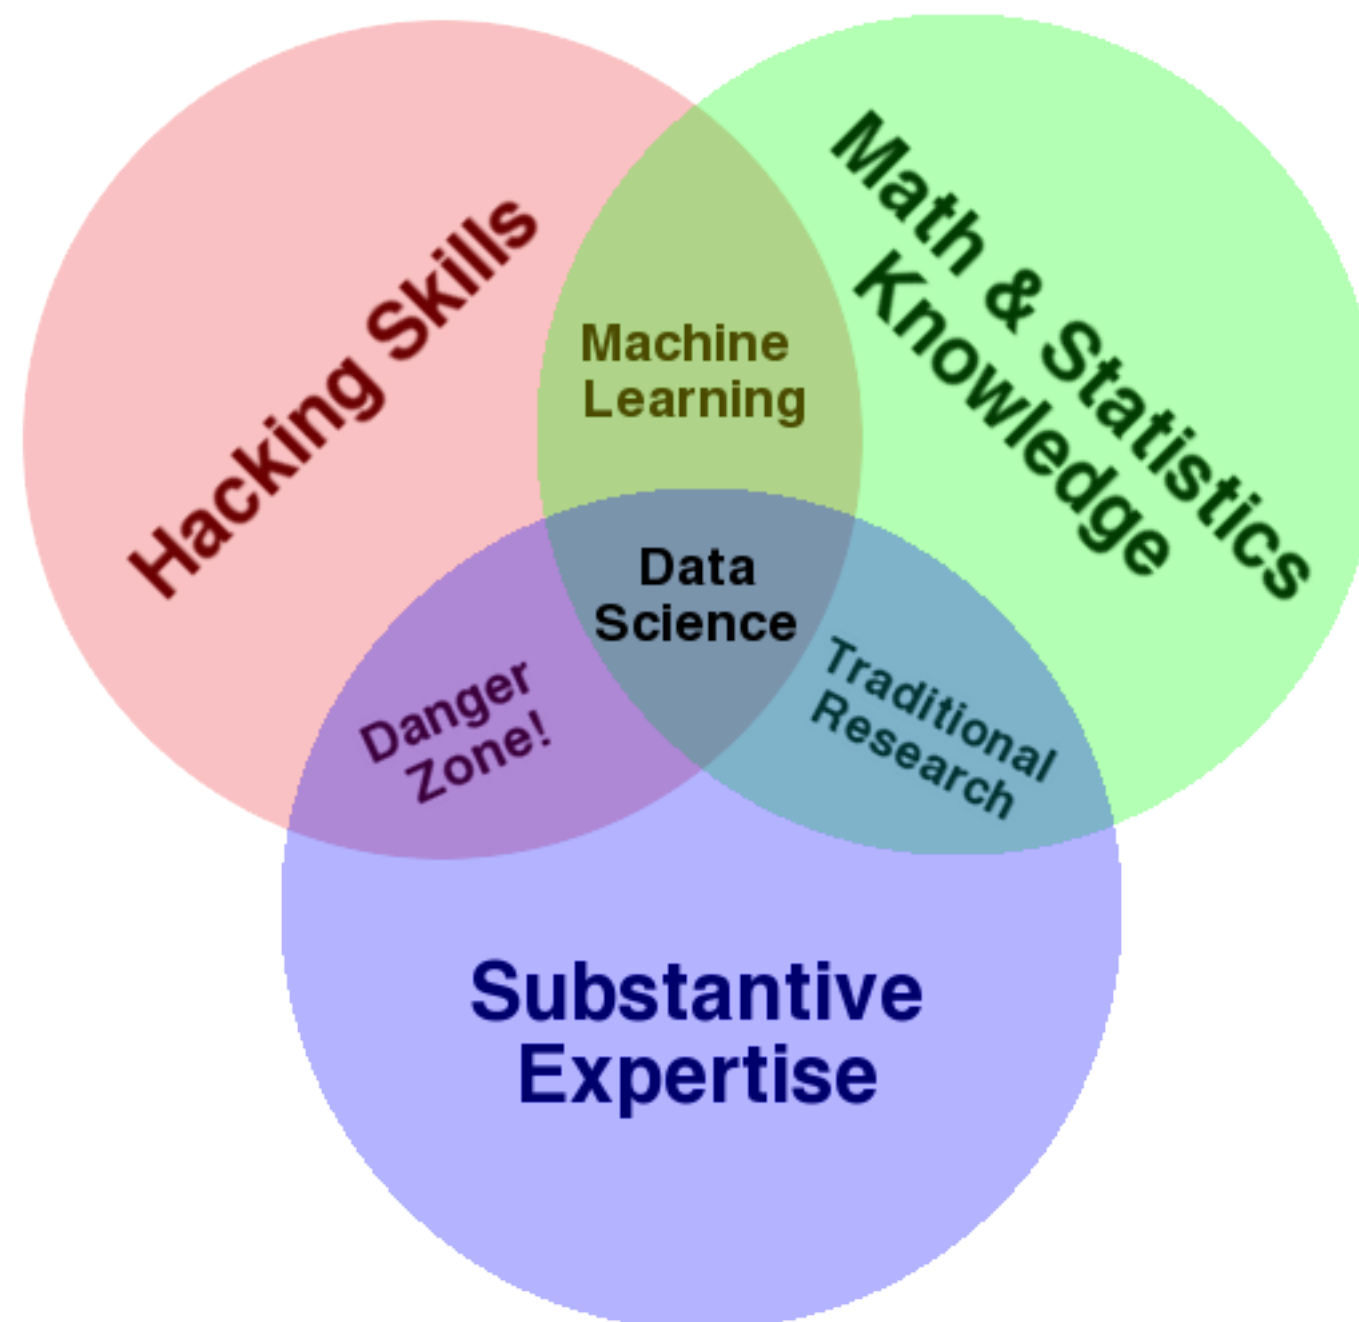 Hacking Skills
Math & Statistics
Knowledge
Machine
Learning
Data
Science
Danger
Zone!
Traditional
Research
Substantive
Expertise